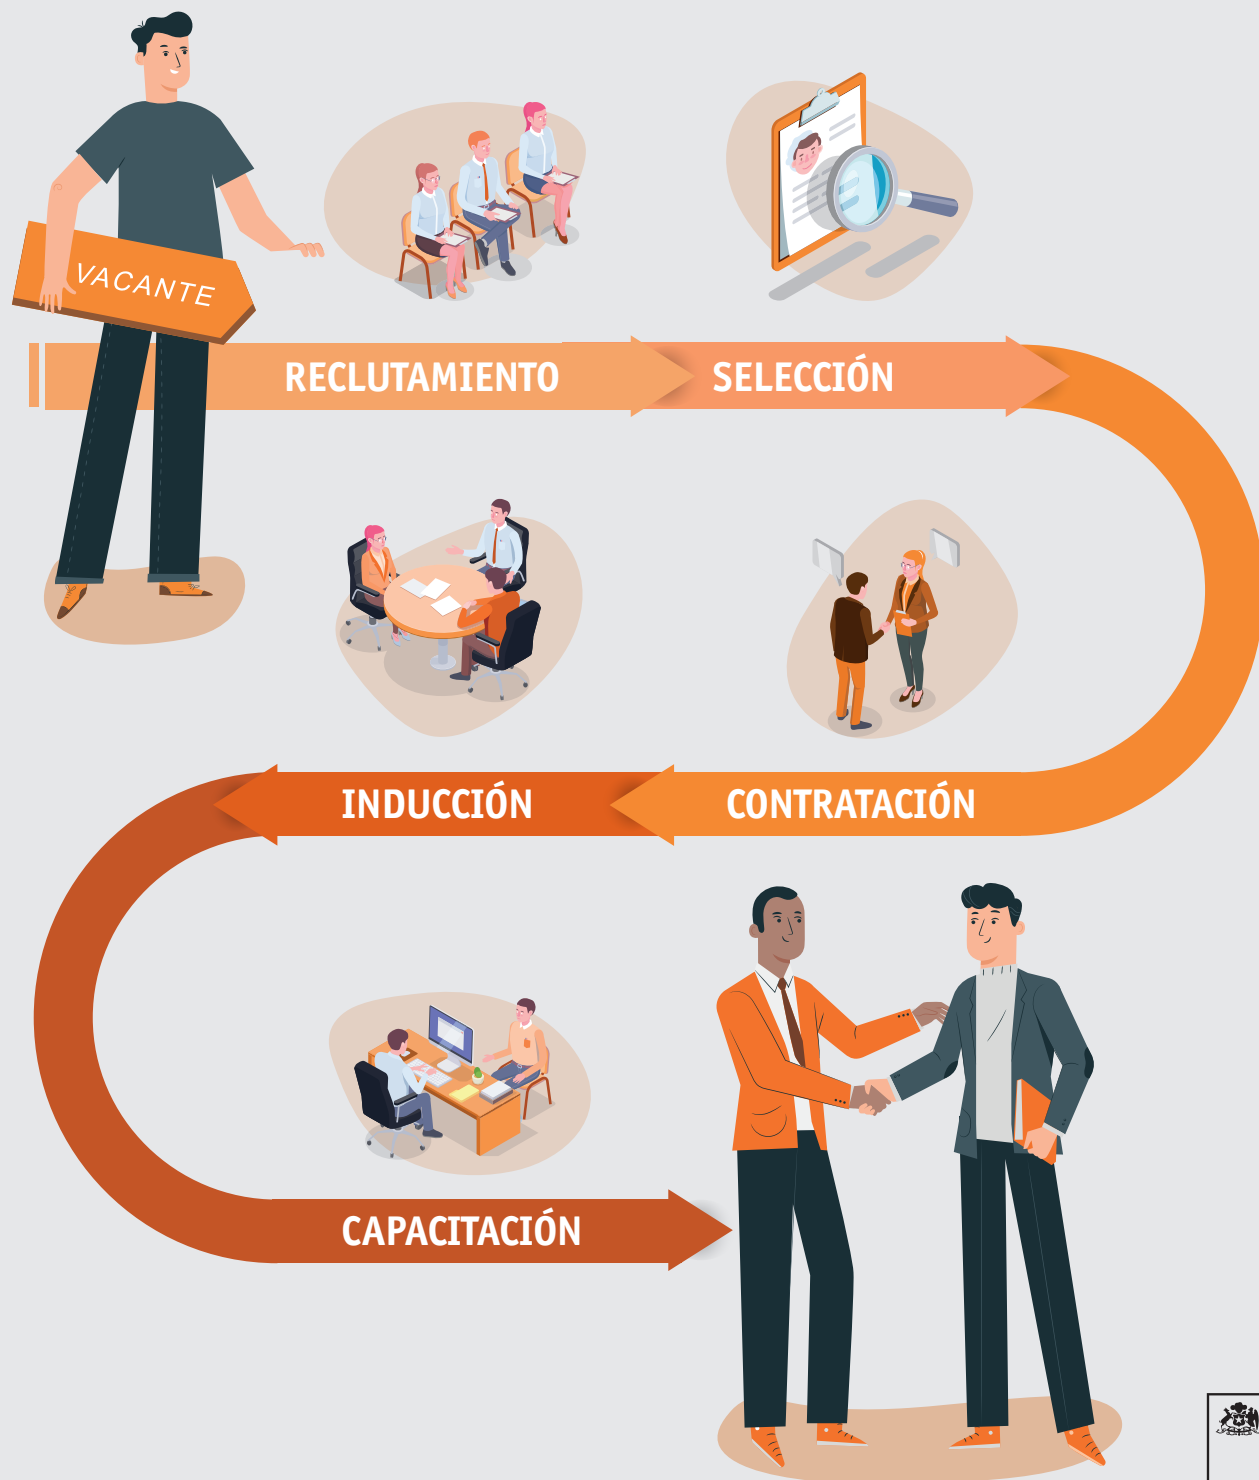 VACANTE
RECLUTAMIENTO
SELECCIÓN
CONTRATACIÓN
INDUCCIÓN
CAPACITACIÓN